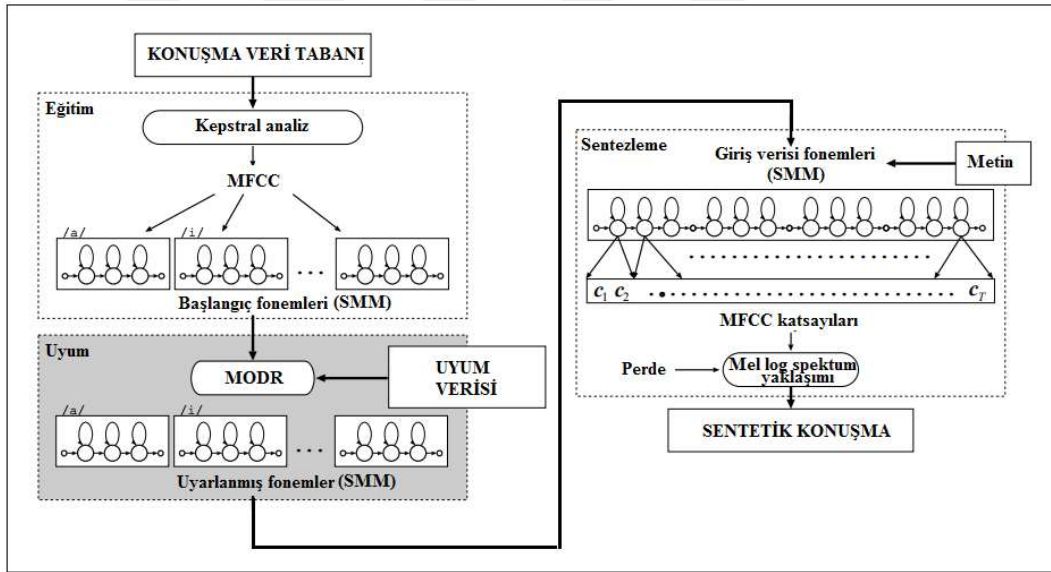 KONUŞMA VERİ TABANI
Eğitim
Kepstral analiz
MFCC
/a/
/i/
Başlangıç fonemleri (SMM)
Uyum
MODR
UYUM
VERİSİ
/a/
/i/
Uyarlanmış fonemler (SMM)
Sentezleme
Giriş verisi fonemleri
(SMM)
Metin
c1 c2 cT
MFCC katsayıları
Perde
Mel log spektum
yaklaşımı
SENTETİK KONUŞMA